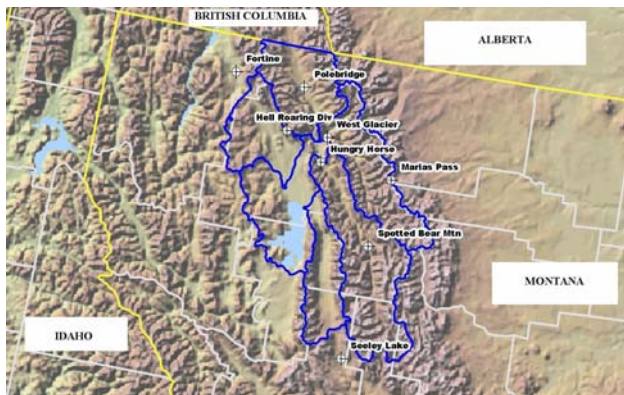 BRITISH COLUMBIA
ALBERTA
Fortine
Polebridge
Hell Roaring Div
West Glacier
Hungry Horse
Marias Pass
Spotted Bear Mtn
MONTANA
IDAHO
Seeley Lake